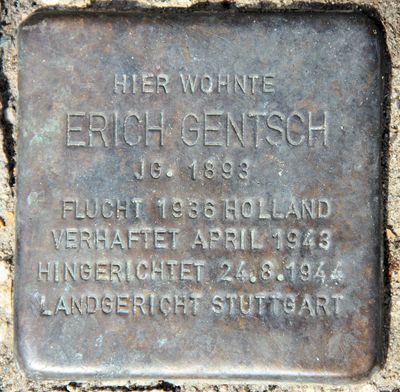 HIER WOHNTE
ERICH GENTSCH
JG. 1893
FLUCHT 1936 HOLLAND
VERHAFTET APRIL 1943
HINGERICHTET 24.8.1944
LANDGERICHT STUTTGART